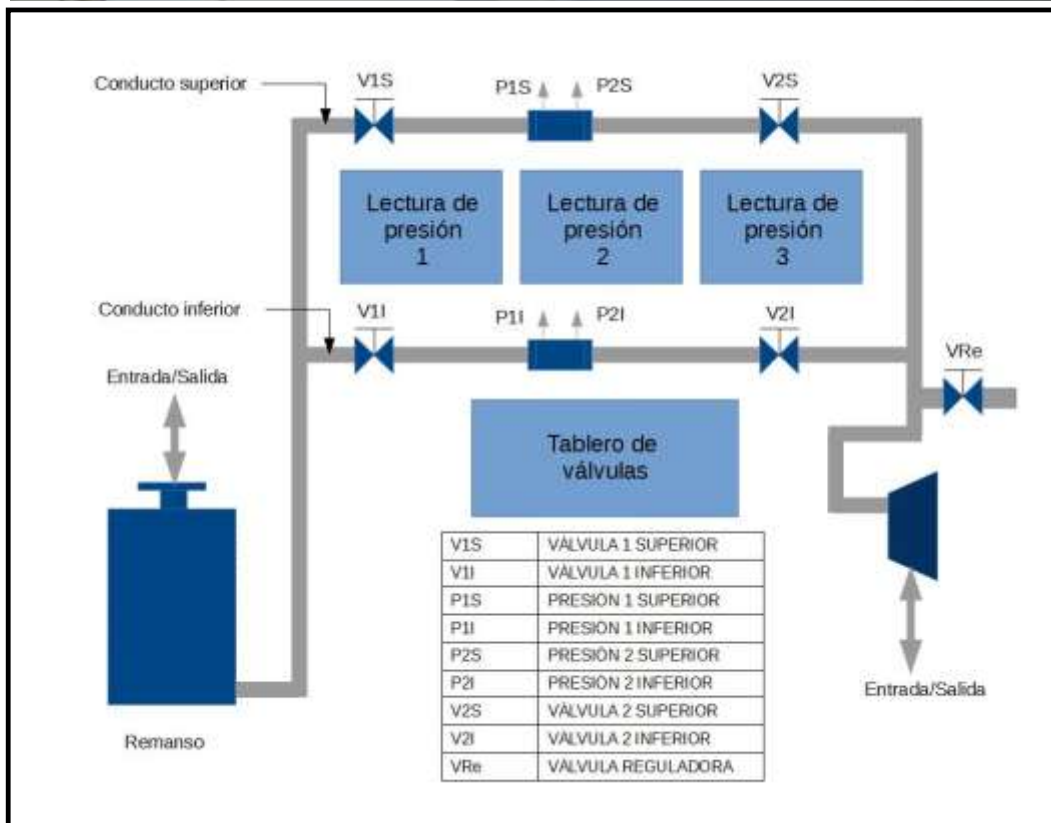 Conducto superior
V1S
P1S
P2S
V2S
Lectura de
presión
1
Lectura de
presión
2
Lectura de
presión
3
Conducto inferior
V1I
P1I
P2I
V2I
VRe
Entrada/Salida
Tablero de
válvulas
V1S VÁLVULA 1 SUPERIOR
V1I VÁLVULA 1 INFERIOR
P1S PRESIÓN 1 SUPERIOR
P1I PRESIÓN 1 INFERIOR
P2S PRESIÓN 2 SUPERIOR
P2I PRESIÓN 2 INFERIOR
V2S VÁLVULA 2 SUPERIOR
V2I VÁLVULA 2 INFERIOR
VRe VÁLVULA REGULADORA
Entrada/Salida
Remanso